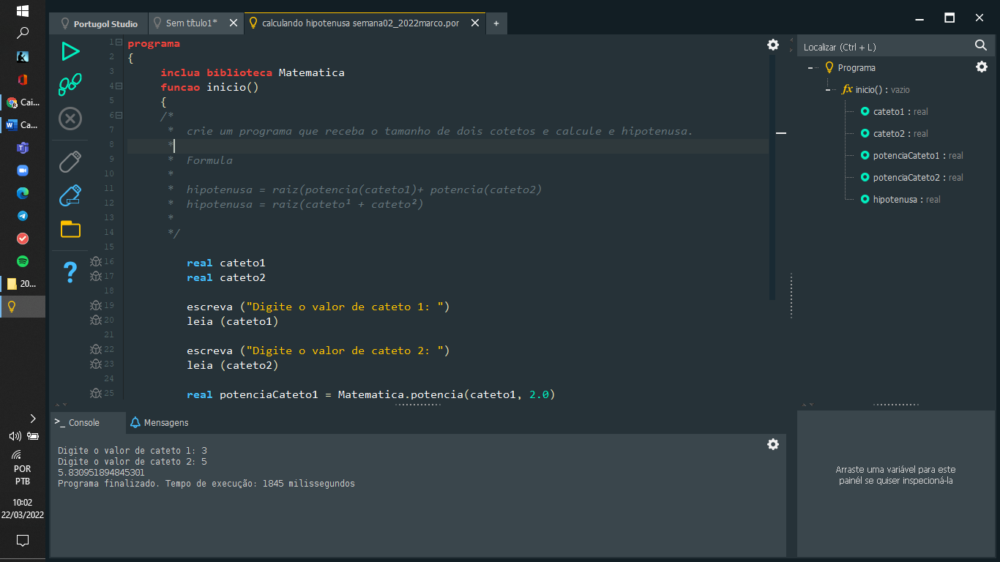 Portugol Studio
Sem título1*
calculando hipotenusa semana02_2022marco.por
+
1 programa
2 {
3 inclua biblioteca Matematica
4 funcao inicio()
5 {
6 /*
7 * crie um programa que receba o tamanho de dois cotetos e calcule e hipotenusa.
8 *
9 * Formula
10 *
11 * hipotenusa = raiz(potencia(cateto1)+ potencia(cateto2)
12 * hipotenusa = raiz(cateto¹ + cateto²)
13 *
14 */
15
16 real cateto1
17 real cateto2
18
19 escreva ("Digite o valor de cateto 1: ")
20 leia (cateto1)
21
22 escreva ("Digite o valor de cateto 2: ")
23 leia (cateto2)
24
25 real potenciaCateto1 = Matematica.potencia(cateto1, 2.0)
Localizar (Ctrl + L)
Programa
fx inicio() : vazio
cateto1 : real
cateto2 : real
potenciaCateto1 : real
potenciaCateto2 : real
hipotenusa : real
>_ Console
Mensagens
Digite o valor de cateto 1: 3
Digite o valor de cateto 2: 5
5.830951894845301
Programa finalizado. Tempo de execução: 1845 milissegundos
Arraste uma variável para este
painél se quiser inspecioná-la
Cai...
Ca...
20...
POR
PTB
10:02
22/03/2022